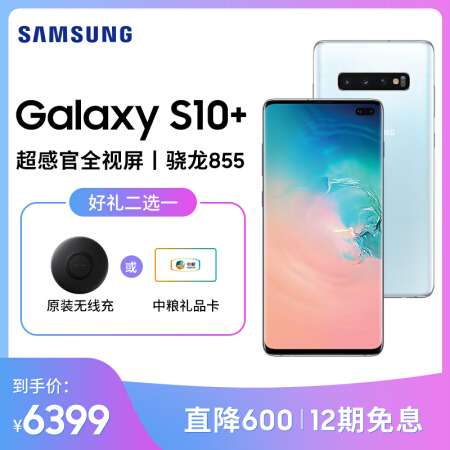 SAMSUNG
Galaxy S10+
超感官全视屏丨骁龙855
好礼二选一
或
原装无线充
中粮礼品卡
到手价:
¥6399
直降600|12期免息